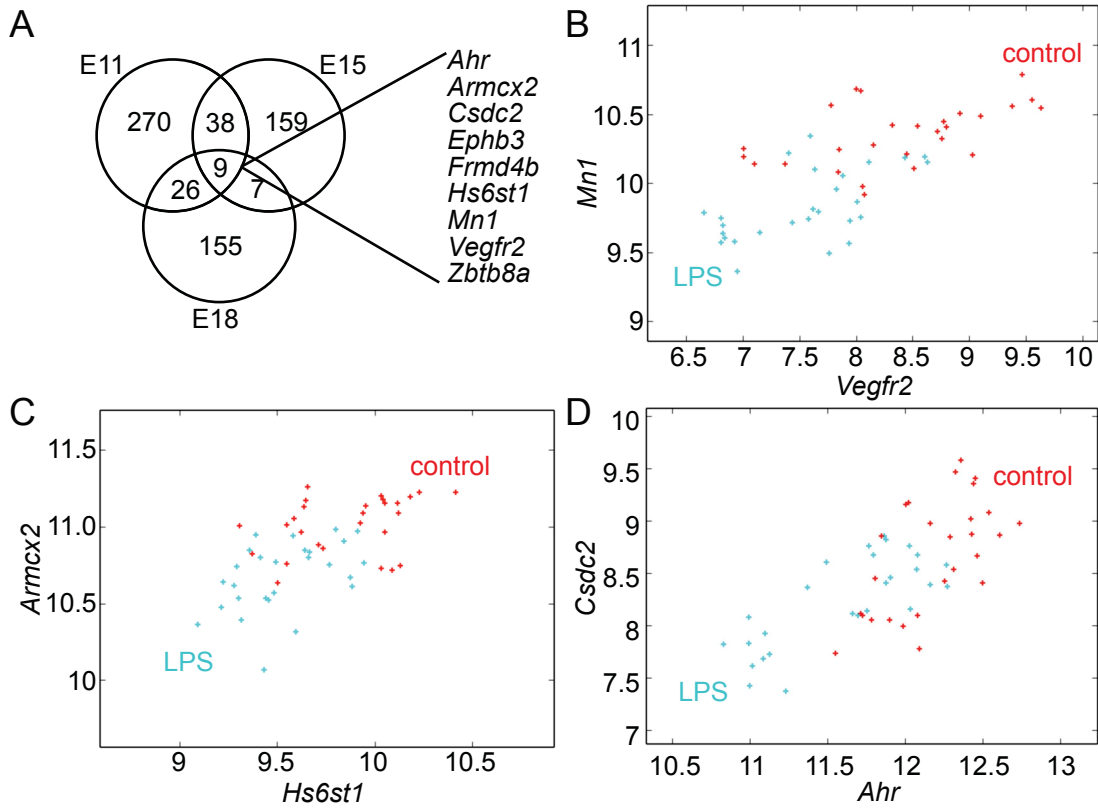 A
E11
E15
270
38
159
9
26
7
155
E18
Ahr
Armcx2
Csdc2
Ephb3
Frmd4b
Hs6st1
Mn1
Vegfr2
Zbtb8a
B
11
10.5
10
9.5
9
Mn1
control
LPS
6.5 7 7.5 8 8.5 9 9.5 10
Vegfr2
C
11.5
11.0
10.5
10
Armcx2
control
LPS
9 9.5 10 10.5
Hs6st1
D
10
9.5
9
8.5
8
7.5
7
Csdc2
control
LPS
10.5 11 11.5 12 12.5 13
Ahr